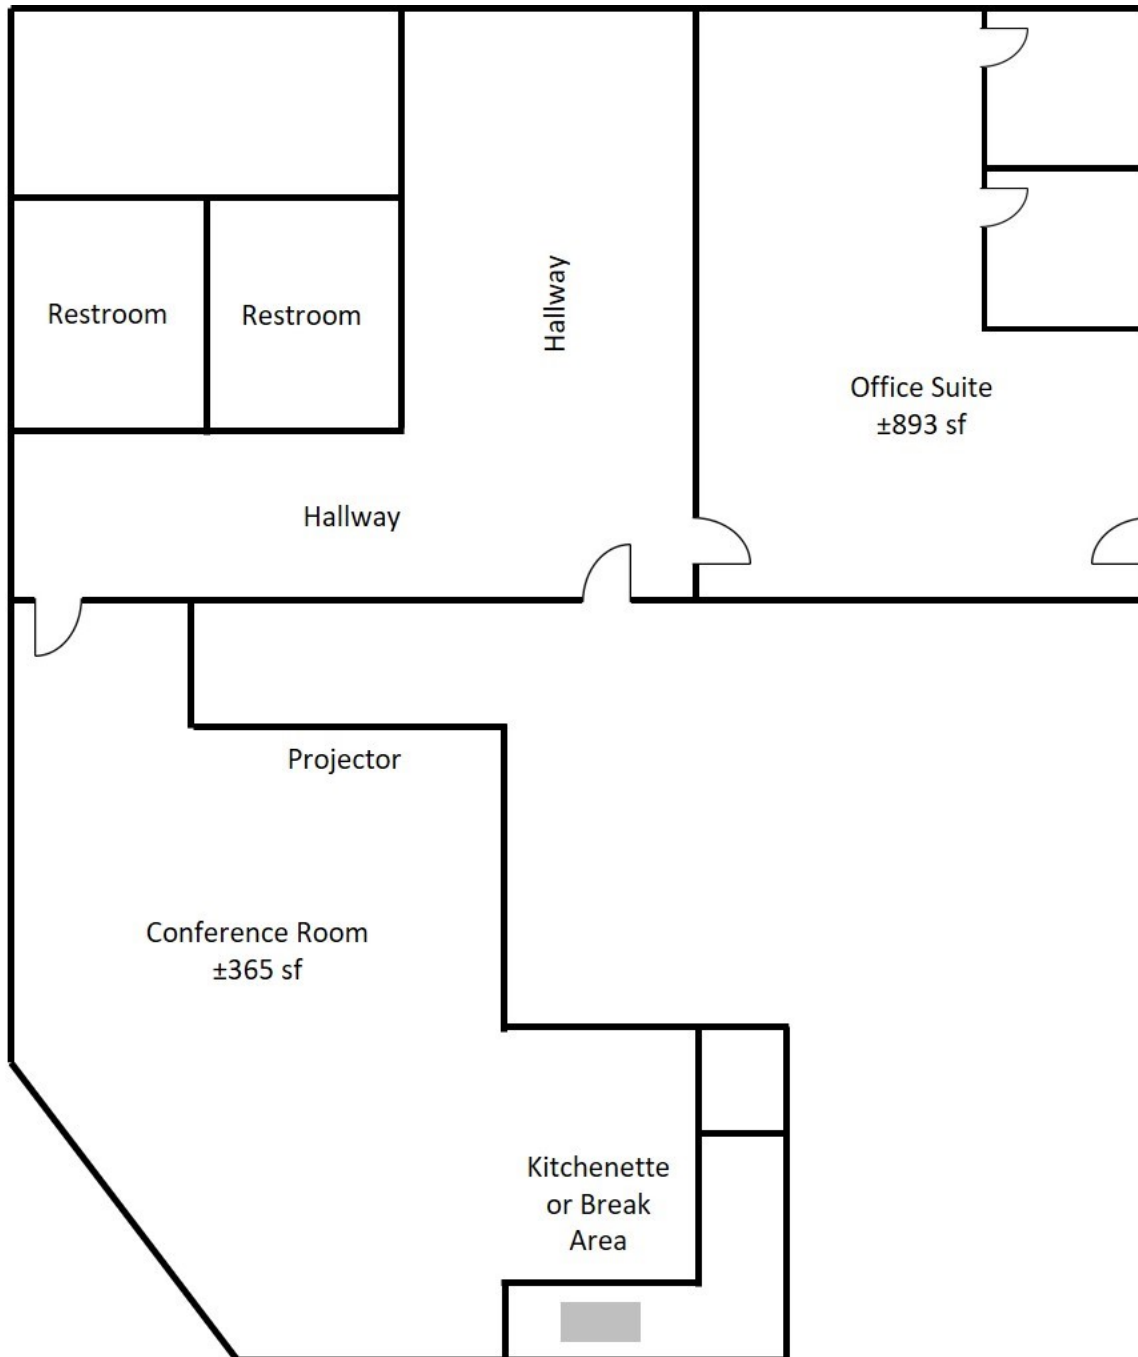 Restroom
Restroom
Hallway
Office Suite
±893 sf
Hallway
Projector
Conference Room
±365 sf
Kitchenette
or Break
Area